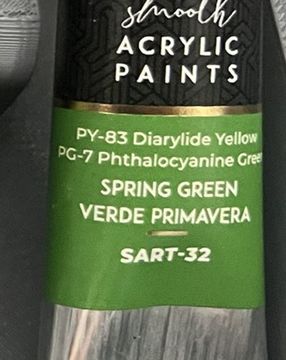 smooth
ACRYLIC
PAINTS
PY-83 Diarylide Yellow
PG-7 Phthalocyanine Green
SPRING GREEN
VERDE PRIMAVERA
SART-32